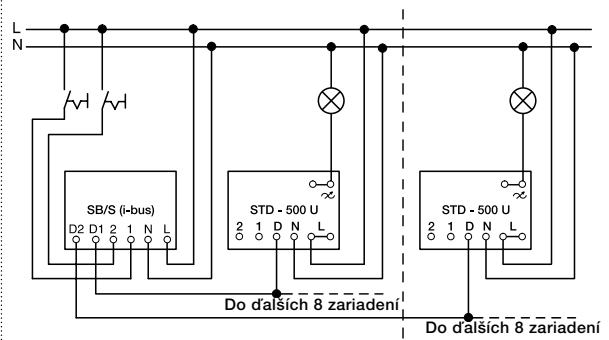 L
N
SB/S (i-bus)
D2 D1 2 1 N L
STD - 500 U
2 1 D N L
STD - 500 U
2 1 D N L
Do ďalších 8 zariadení
Do ďalších 8 zariadení